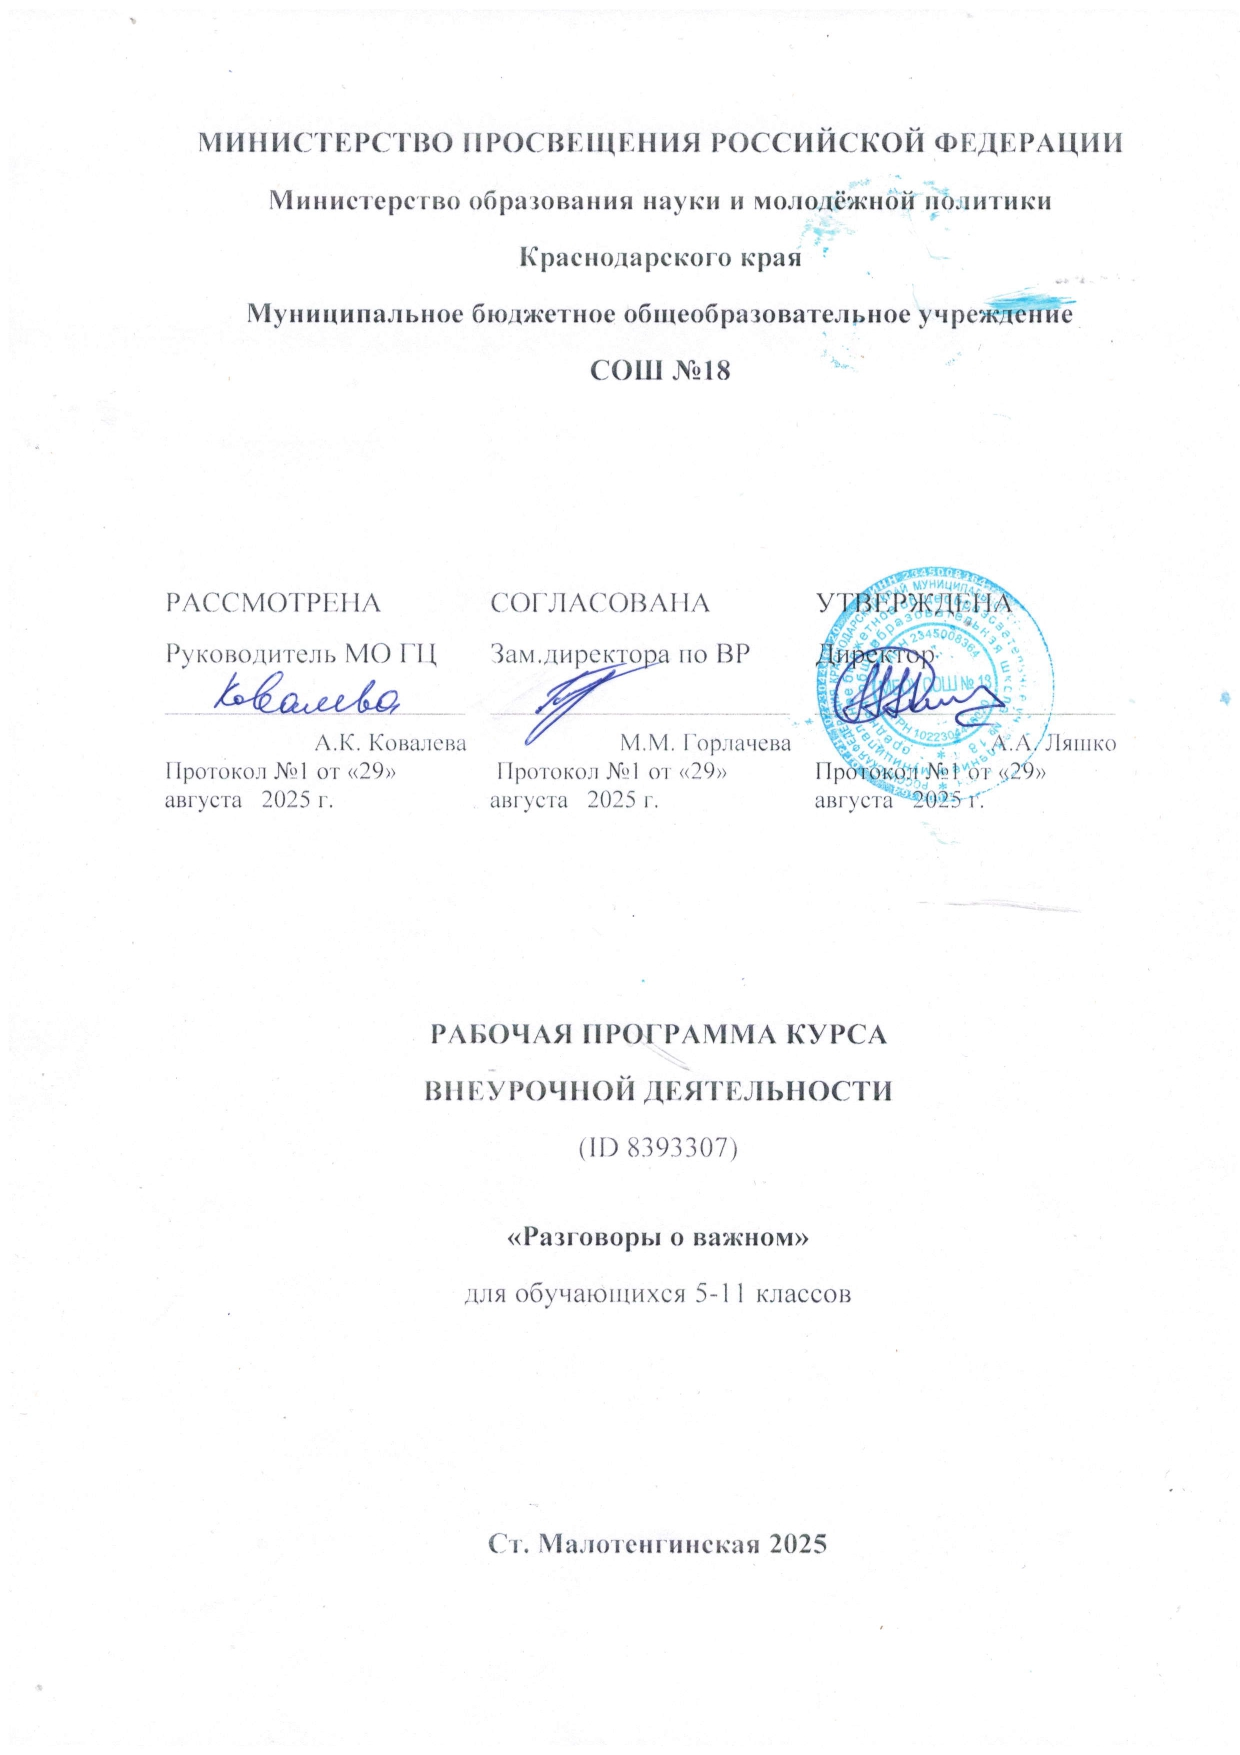 МИНИСТЕРСТВО ПРОСВЕЩЕНИЯ РОССИЙСКОЙ ФЕДЕРАЦИИ
Министерство образования науки и молодёжной политики
Краснодарского края
Муниципальное бюджетное общеобразовательное учреждение
СОШ №18
РАССМОТРЕНА
Руководитель МО ГЦ
Ковалева
А.К. Ковалева
Протокол №1 от «29»
августа 2025 г.
СОГЛАСОВАНА
Зам.директора по ВР
М.М. Горлачева
Протокол №1 от «29»
августа 2025 г.
УТВЕРЖДЕНА
Директор
А.А. Ляшко
Протокол №1 от «29»
августа 2025 г.
РАБОЧАЯ ПРОГРАММА КУРСА
ВНЕУРОЧНОЙ ДЕЯТЕЛЬНОСТИ
(ID 8393307)
«Разговоры о важном»
для обучающихся 5-11 классов
Ст. Малотенгинская 2025